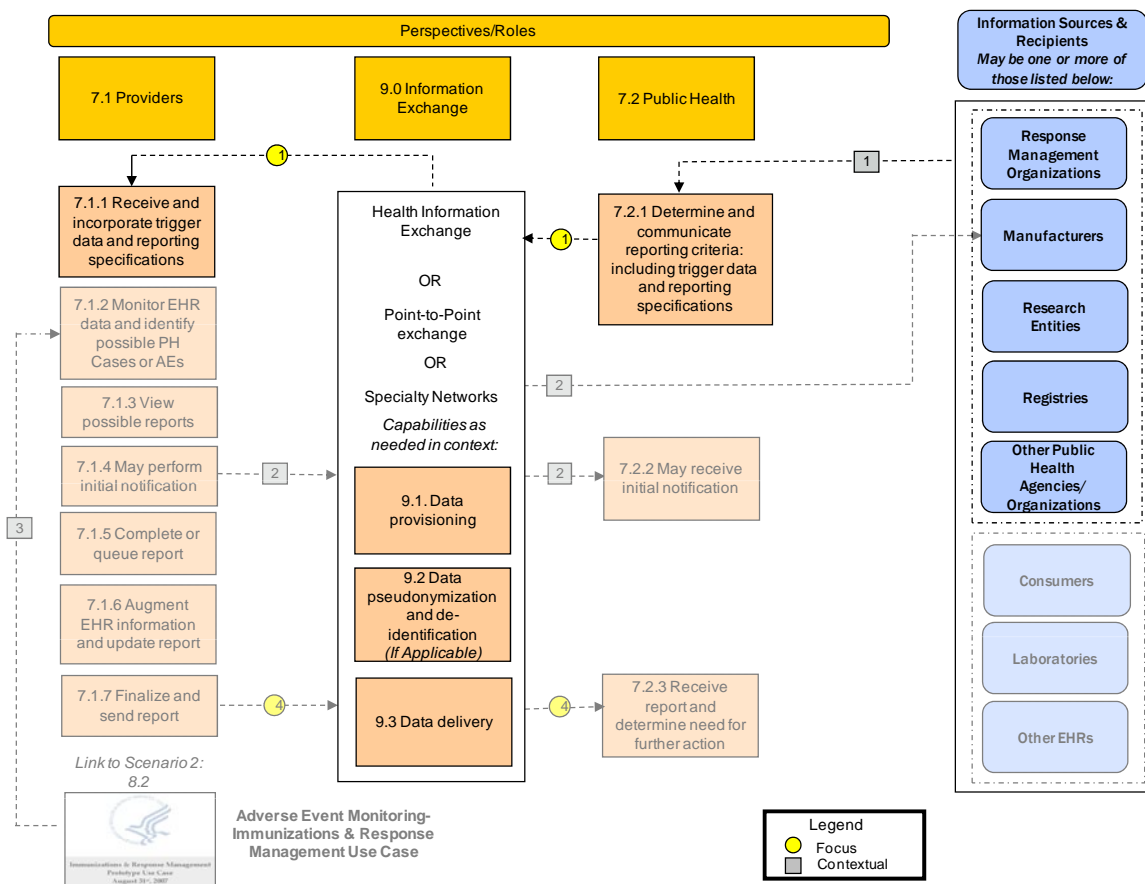 Perspectives/Roles
Information Sources &
Recipients
May be one or more of
those listed below:
7.1 Providers
9.0 Information
Exchange
7.2 Public Health
1
1
7.1.1 Receive and
incorporate trigger
data and reporting
specifications
Health Information
Exchange
OR
Point-to-Point
exchange
OR
Specialty Networks
Capabilities as
needed in context:
1
7.2.1 Determine and
communicate
reporting criteria:
including trigger data
and reporting
specifications
Response
Management
Organizations
Manufacturers
Research
Entities
Registries
Other Public
Health
Agencies/
Organizations
7.1.2 Monitor EHR
data and identify
possible PH
Cases or AEs
7.1.3 View
possible reports
2
7.1.4 May perform
initial notification
2
9.1. Data
provisioning
2
7.2.2 May receive
initial notification
3
7.1.5 Complete or
queue report
9.2 Data
pseudonymization
and de-
identification
(If Applicable)
7.1.6 Augment
EHR information
and update report
7.1.7 Finalize and
send report
4
9.3 Data delivery
4
7.2.3 Receive
report and
determine need for
further action
Consumers
Laboratories
Other EHRs
Link to Scenario 2:
8.2
Immunizations & Response Management
Prototype Use Case
August 31st, 2007
Adverse Event Monitoring-
Immunizations & Response
Management Use Case
Legend
Focus
Contextual